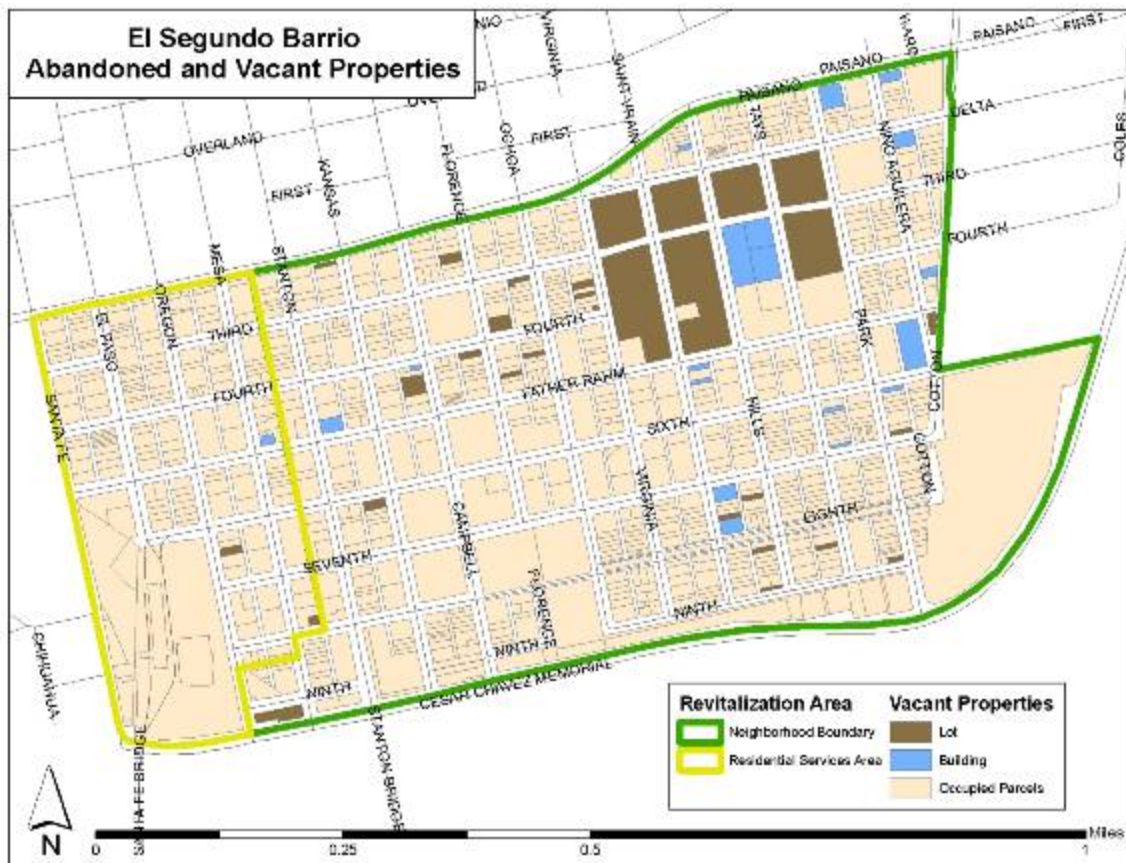 El Segundo Barrio
Abandoned and Vacant Properties
VIRGINIA
PAISANO
FIRST
SAINT VRAIN
PAISANO
PAISANO
TAYS
DELTA
COLES
OVERLAND
OCHOA
FIRST
FLORENCE
KANSAS
FIRST
NINO AGUILERA
THIRD
FOURTH
MESA
STANTON
OREGON
EL PASO
THIRD
FOURTH
PARK
FATHER RAHM
FOURTH
SANTA FE
COTTON
HILLS
SIXTH
COTTON
VIRGINIA
CAMPBELL
EIGHTH
SEVENTH
FLORENCE
NINTH
NINTH
CHIHUAHUA
NINTH
CESAR CHAVEZ MEMORIAL
STANTON BRIDGE
SANTA FE BRIDGE
Revitalization Area
Neighborhood Boundary
Residential Services Area
Vacant Properties
Lot
Building
Occupied Parcels
N
0 0.25 0.5 1 Miles